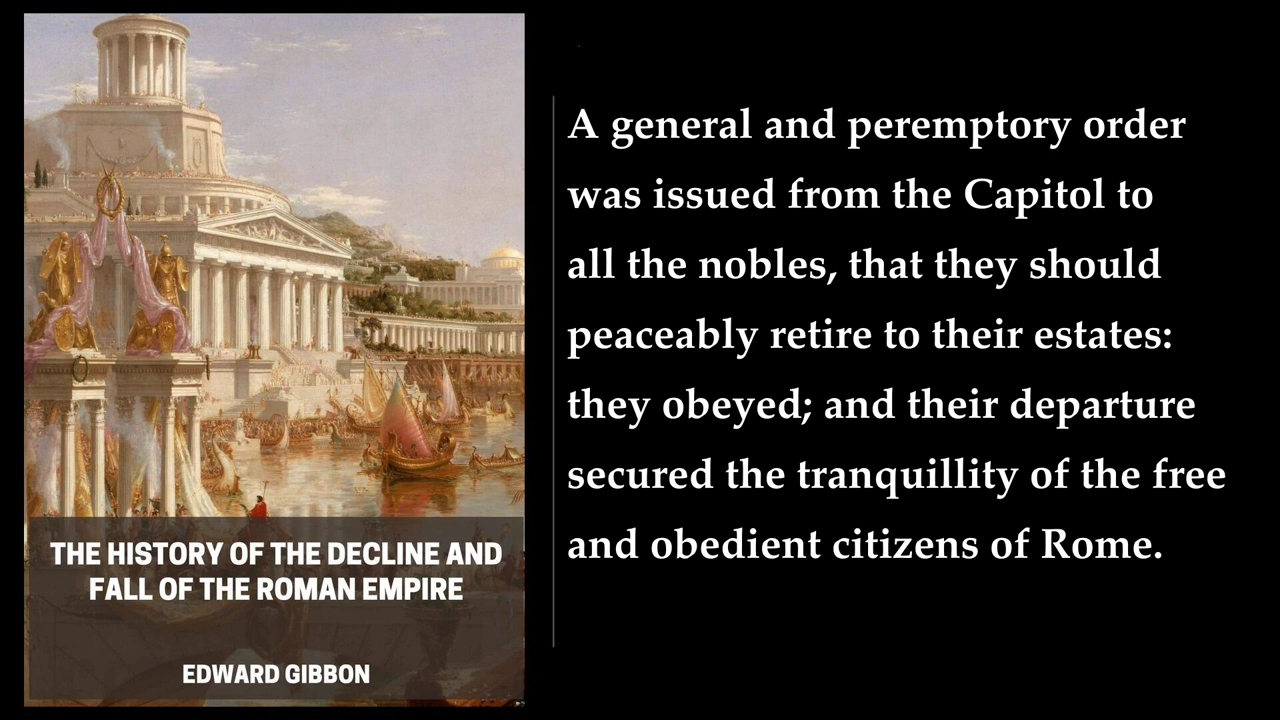 THE HISTORY OF THE DECLINE AND
FALL OF THE ROMAN EMPIRE
EDWARD GIBBON
A general and peremptory order
was issued from the Capitol to
all the nobles, that they should
peaceably retire to their estates:
they obeyed; and their departure
secured the tranquillity of the free
and obedient citizens of Rome.